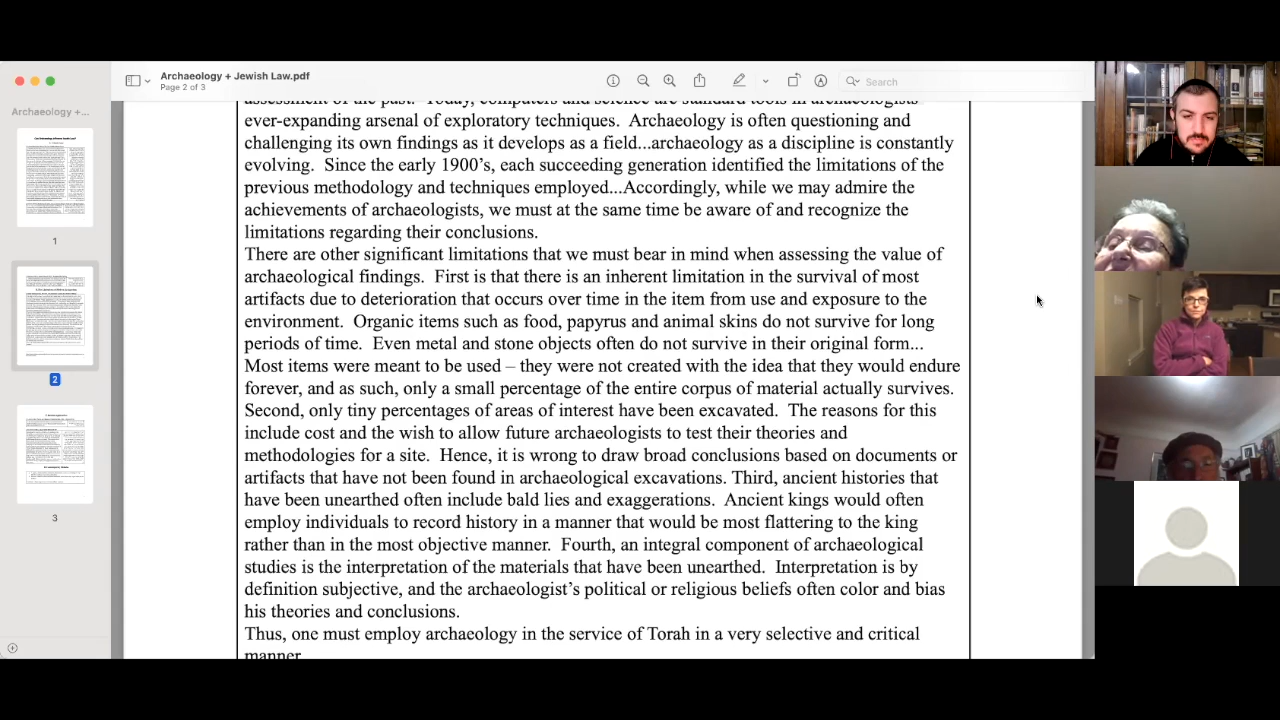 Archaeology + Jewish Law.pdf
Page 2 of 3
Search
Archaeology +...
1
2
3
assessment of the past. Today, computers and science are standard tools in archaeologists'
ever-expanding arsenal of exploratory techniques. Archaeology is often questioning and
challenging its own findings as it develops as a field...archaeology as a discipline is constantly
evolving. Since the early 1900's, each succeeding generation identified the limitations of the
previous methodology and techniques employed...Accordingly, while we may admire the
achievements of archaeologists, we must at the same time be aware of and recognize the
limitations regarding their conclusions.
There are other significant limitations that we must bear in mind when assessing the value of
archaeological findings. First is that there is an inherent limitation in the survival of most
artifacts due to deterioration that occurs over time in the item from use and exposure to the
environment. Organic items such as food, papyrus and animal skins do not survive for long
periods of time. Even metal and stone objects often do not survive in their original form...
Most items were meant to be used – they were not created with the idea that they would endure
forever, and as such, only a small percentage of the entire corpus of material actually survives.
Second, only tiny percentages of areas of interest have been excavated. The reasons for this
include cost and the wish to allow future archaeologists to test their theories and
methodologies for a site. Hence, it is wrong to draw broad conclusions based on documents or
artifacts that have not been found in archaeological excavations. Third, ancient histories that
have been unearthed often include bald lies and exaggerations. Ancient kings would often
employ individuals to record history in a manner that would be most flattering to the king
rather than in the most objective manner. Fourth, an integral component of archaeological
studies is the interpretation of the materials that have been unearthed. Interpretation is by
definition subjective, and the archaeologist's political or religious beliefs often color and bias
his theories and conclusions.
Thus, one must employ archaeology in the service of Torah in a very selective and critical
manner